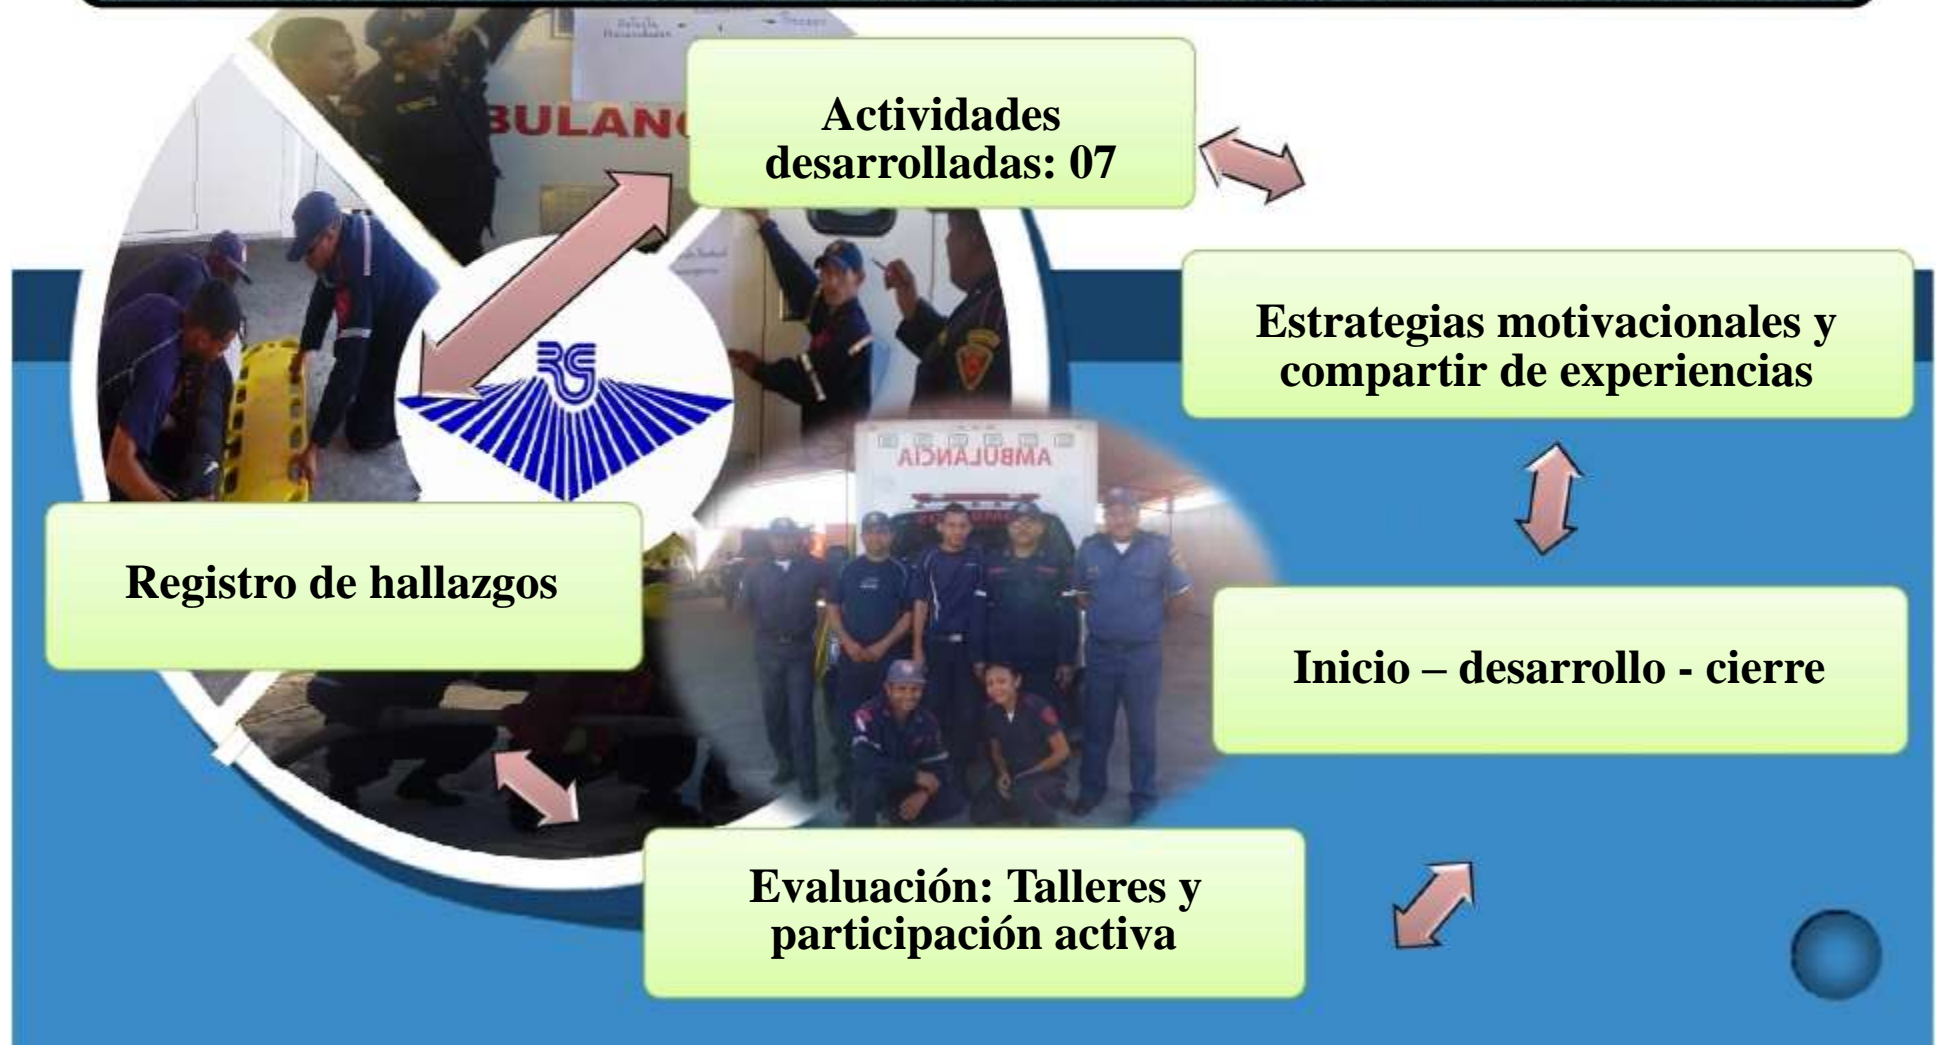 BULANC
Actividades
desarrolladas: 07
Estrategias motivacionales y
compartir de experiencias
AMBULANCIA
Registro de hallazgos
Inicio – desarrollo - cierre
Evaluación: Talleres y
participación activa